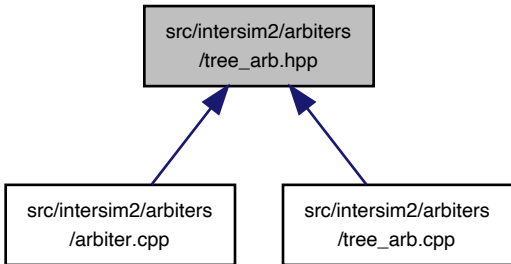 src/intersim2/arbiters
/tree_arb.hpp
src/intersim2/arbiters
/arbiter.cpp
src/intersim2/arbiters
/tree_arb.cpp